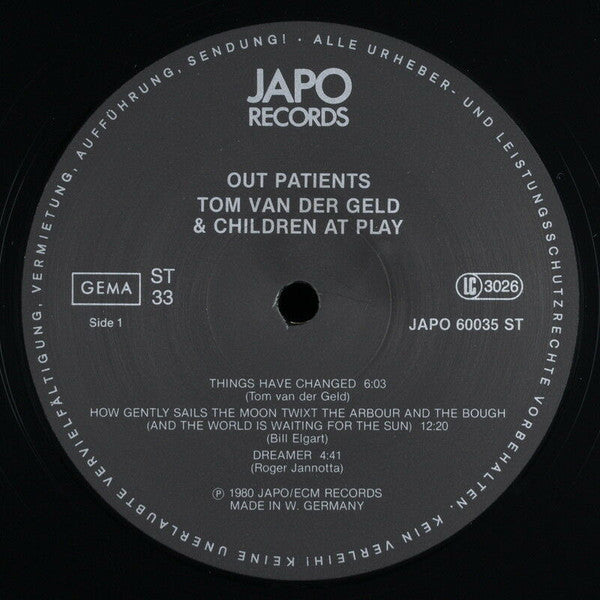 JAPO
RECORDS
OUT PATIENTS
TOM VAN DER GELD
& CHILDREN AT PLAY
GEMA
ST
33
LC 3026
Side 1
JAPO 60035 ST
THINGS HAVE CHANGED 6:03
(Tom van der Geld)
HOW GENTLY SAILS THE MOON TWIXT THE ARBOUR AND THE BOUGH
(AND THE WORLD IS WAITING FOR THE SUN) 12:20
(Bill Elgart)
DREAMER 4:41
(Roger Jannotta)
℗ 1980 JAPO/ECM RECORDS
MADE IN W. GERMANY
ALLE URHEBER- UND LEISTUNGSSCHUTZRECHTE VORBEHALTEN. KEIN VERLEIH! KEINE UNERLAUBTE VERVIELFÄLTIGUNG, VERMIETUNG, AUFFÜHRUNG, SENDUNG! ·